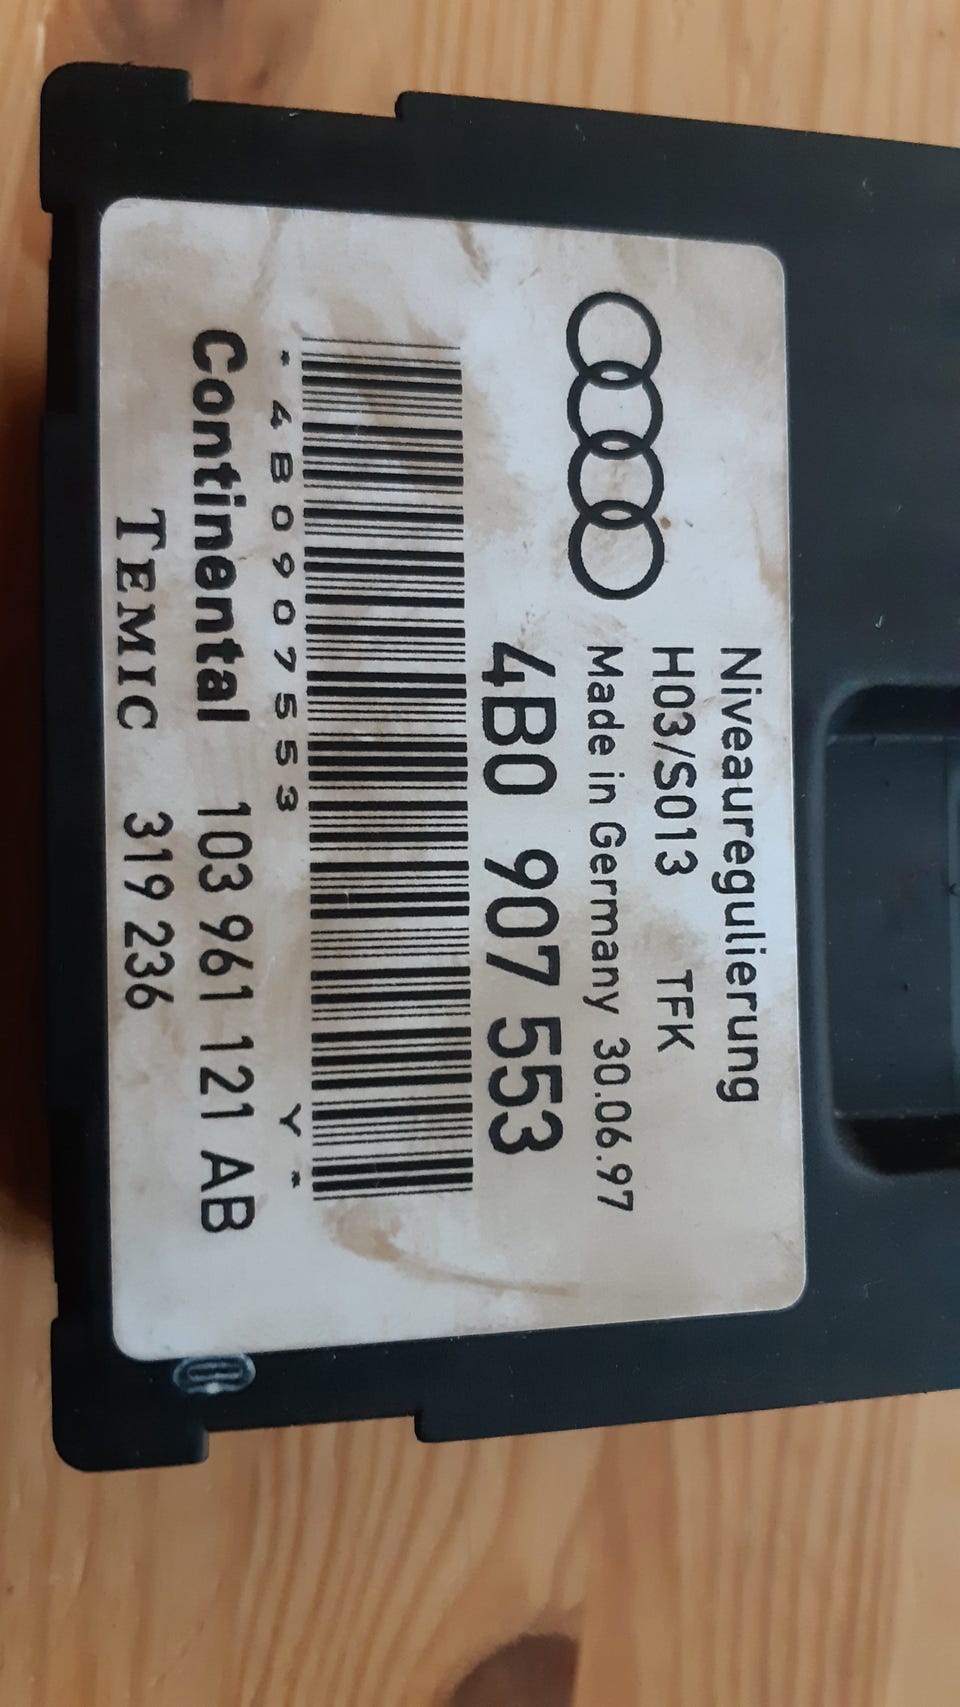 Niveauregulierung
H03/S013 TFK
Made in Germany 30.06.97
4B0 907 553
* 4B0907553 Y *
Continental 103 961 121 AB
TEMIC 319 236